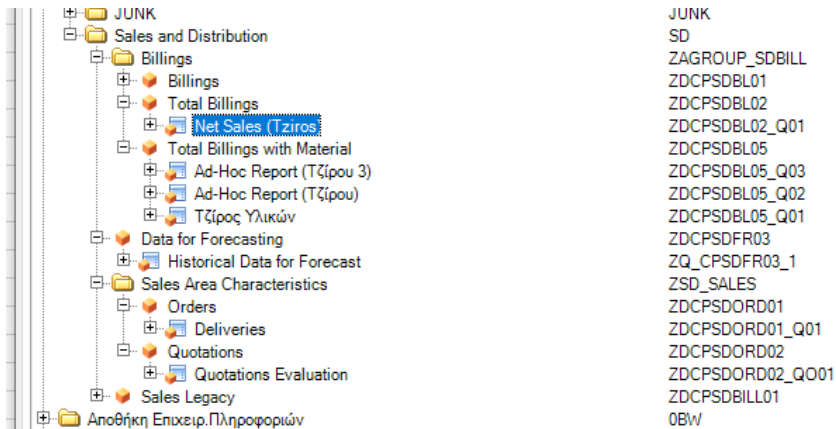 JUNK JUNK
Sales and Distribution SD
Billings ZAGROUP_SDBILL
Billings ZDCPSDBL01
Total Billings ZDCPSDBL02
Net Sales (Tziros ZDCPSDBL02_Q01
Total Billings with Material ZDCPSDBL05
Ad-Hoc Report (Τζίρου 3) ZDCPSDBL05_Q03
Ad-Hoc Report (Τζίρου) ZDCPSDBL05_Q02
Τζίρος Υλικών ZDCPSDBL05_Q01
Data for Forecasting ZDCPSDFR03
Historical Data for Forecast ZQ_CPSDFR03_1
Sales Area Characteristics ZSD_SALES
Orders ZDCPSDORD01
Deliveries ZDCPSDORD01_Q01
Quotations ZDCPSDORD02
Quotations Evaluation ZDCPSDORD02_QO01
Sales Legacy ZDCPSDBILL01
Αποθήκη Επιχειρ.Πληροφοριών 0BW